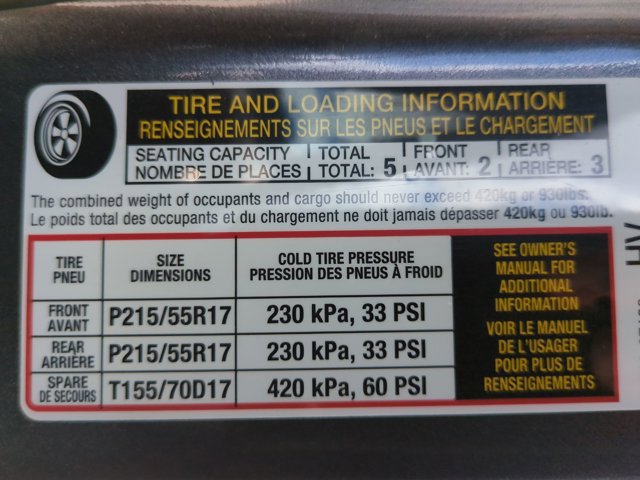 TIRE AND LOADING INFORMATION
RENSEIGNEMENTS SUR LES PNEUS ET LE CHARGEMENT
SEATING CAPACITY TOTAL FRONT REAR
NOMBRE DE PLACES TOTAL: 5 AVANT: 2 ARRIÈRE: 3
The combined weight of occupants and cargo should never exceed 420kg or 930lbs.
Le poids total des occupants et du chargement ne doit jamais dépasser 420kg ou 930lb.
TIRE
PNEU
SIZE
DIMENSIONS
COLD TIRE PRESSURE
PRESSION DES PNEUS À FROID
FRONT
AVANT
P215/55R17
230 kPa, 33 PSI
REAR
ARRIÈRE
P215/55R17
230 kPa, 33 PSI
SPARE
DE SECOURS
T155/70D17
420 kPa, 60 PSI
SEE OWNER'S
MANUAL FOR
ADDITIONAL
INFORMATION
VOIR LE MANUEL
DE L'USAGER
POUR PLUS DE
RENSEIGNEMENTS
HV